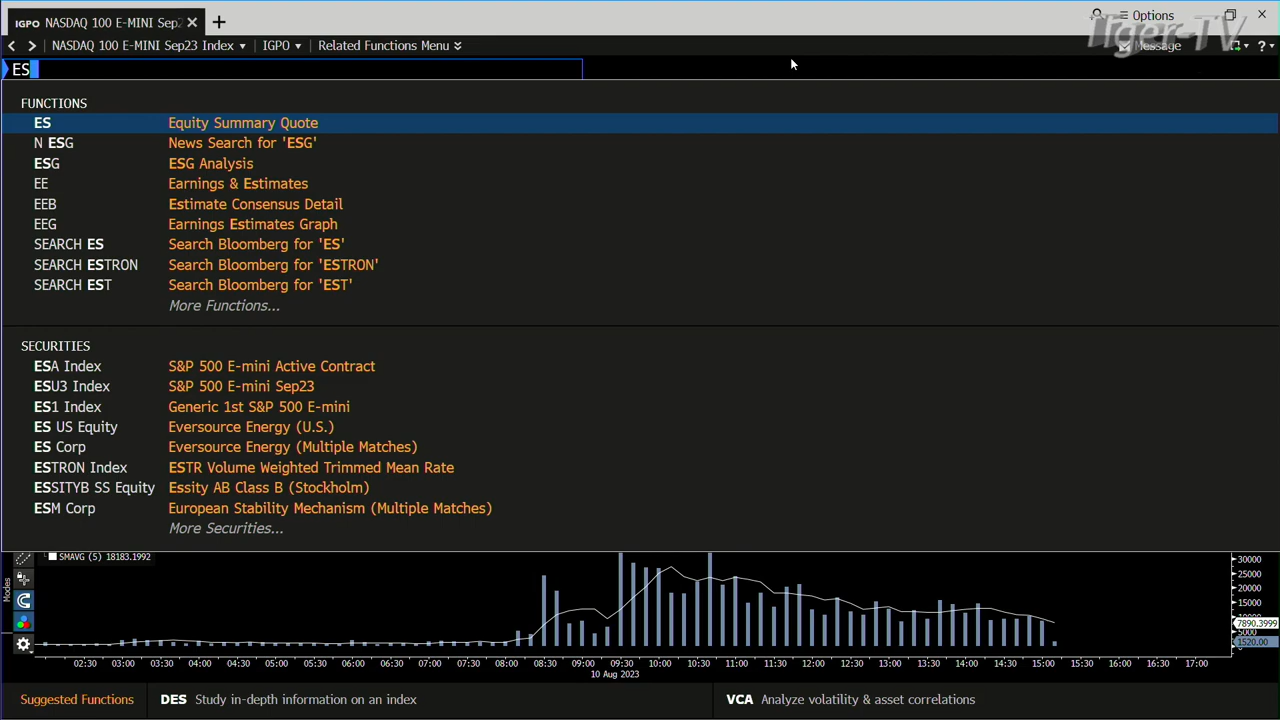 IGPO NASDAQ 100 E-MINI Sep2
Options
NASDAQ 100 E-MINI Sep23 Index IGPO Related Functions Menu
Message
Tiger-TV
?
ES
FUNCTIONS
ES Equity Summary Quote
N ESG News Search for 'ESG'
ESG ESG Analysis
EE Earnings & Estimates
EEB Estimate Consensus Detail
EEG Earnings Estimates Graph
SEARCH ES Search Bloomberg for 'ES'
SEARCH ESTRON Search Bloomberg for 'ESTRON'
SEARCH EST Search Bloomberg for 'EST'
More Functions...
SECURITIES
ESA Index S&P 500 E-mini Active Contract
ESU3 Index S&P 500 E-mini Sep23
ES1 Index Generic 1st S&P 500 E-mini
ES US Equity Eversource Energy (U.S.)
ES Corp Eversource Energy (Multiple Matches)
ESTRON Index ESTR Volume Weighted Trimmed Mean Rate
ESSITYB SS Equity Essity AB Class B (Stockholm)
ESM Corp European Stability Mechanism (Multiple Matches)
More Securities...
SMAVG (5) 18183.1992
Modes
30000
25000
20000
15000
10000
7890.3999
5000
1520.00
02:30 03:00 03:30 04:00 04:30 05:00 05:30 06:00 06:30 07:00 07:30 08:00 08:30 09:00 09:30 10:00 10:30 11:00 11:30 12:00 12:30 13:00 13:30 14:00 14:30 15:00 15:30 16:00 16:30 17:00
10 Aug 2023
Suggested Functions DES Study in-depth information on an index VCA Analyze volatility & asset correlations